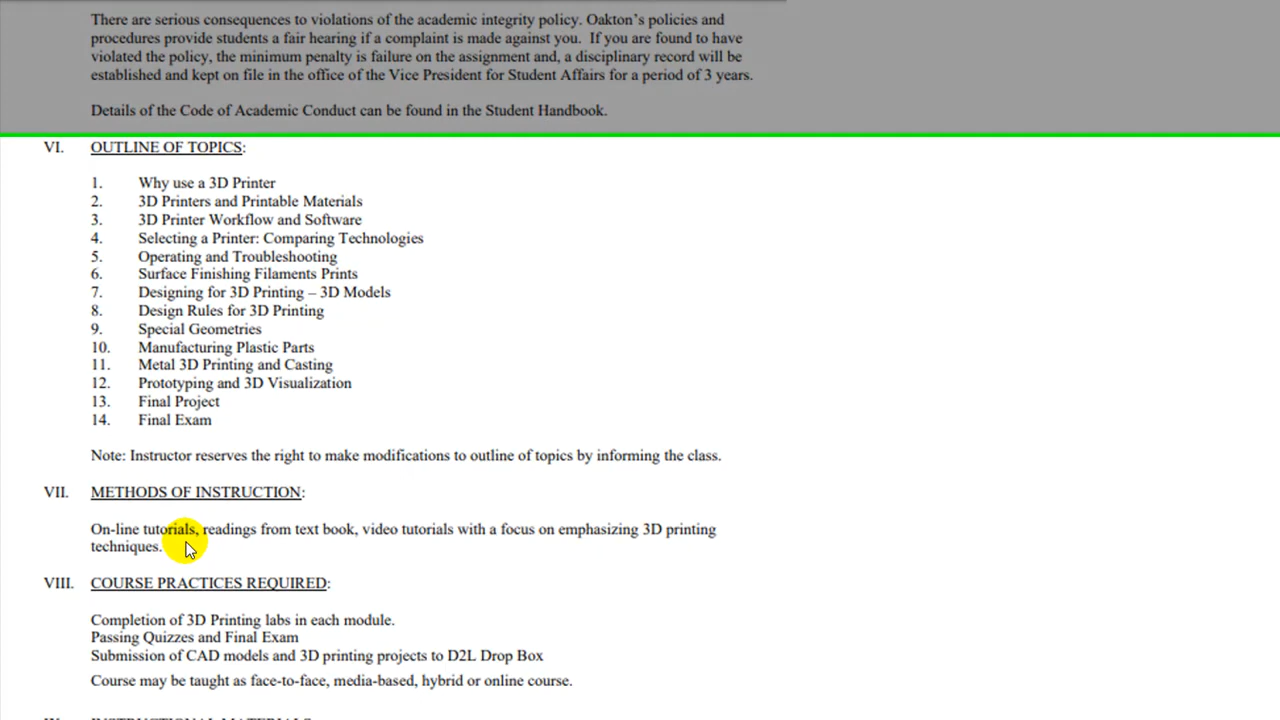 There are serious consequences to violations of the academic integrity policy. Oakton's policies and
procedures provide students a fair hearing if a complaint is made against you.  If you are found to have
violated the policy, the minimum penalty is failure on the assignment and, a disciplinary record will be
established and kept on file in the office of the Vice President for Student Affairs for a period of 3 years.
Details of the Code of Academic Conduct can be found in the Student Handbook.
VI. OUTLINE OF TOPICS:
1. Why use a 3D Printer
2. 3D Printers and Printable Materials
3. 3D Printer Workflow and Software
4. Selecting a Printer: Comparing Technologies
5. Operating and Troubleshooting
6. Surface Finishing Filaments Prints
7. Designing for 3D Printing – 3D Models
8. Design Rules for 3D Printing
9. Special Geometries
10. Manufacturing Plastic Parts
11. Metal 3D Printing and Casting
12. Prototyping and 3D Visualization
13. Final Project
14. Final Exam
Note: Instructor reserves the right to make modifications to outline of topics by informing the class.
VII. METHODS OF INSTRUCTION:
On-line tutorials, readings from text book, video tutorials with a focus on emphasizing 3D printing
techniques.
VIII. COURSE PRACTICES REQUIRED:
Completion of 3D Printing labs in each module.
Passing Quizzes and Final Exam
Submission of CAD models and 3D printing projects to D2L Drop Box
Course may be taught as face-to-face, media-based, hybrid or online course.